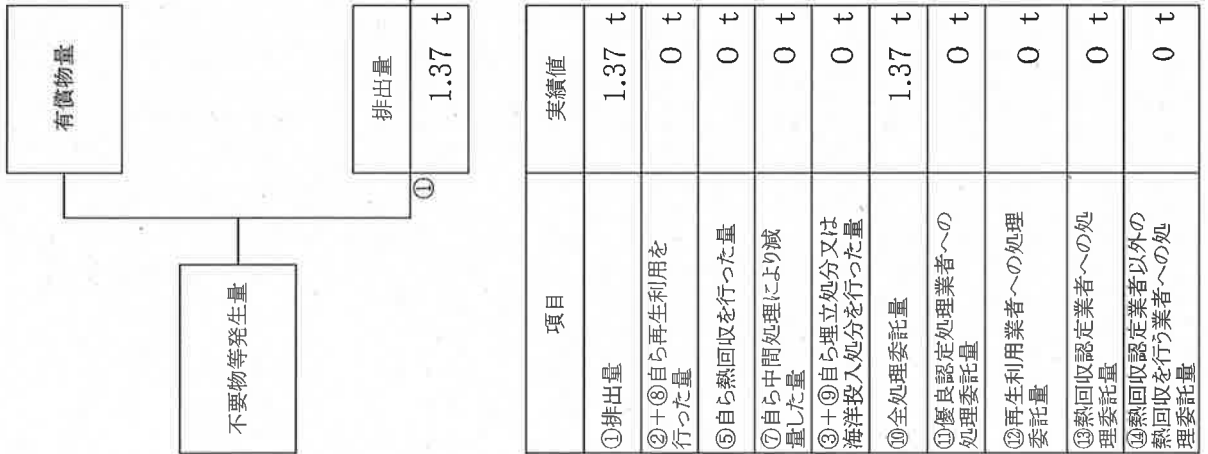 不要物等発生量
有償物量
排出量
1.37 t
①
項目
実績値
①排出量
1.37 t
②+⑧自ら再生利用を
行った量
0 t
⑤自ら熱回収を行った量
0 t
⑦自ら中間処理により減
量した量
0 t
③+⑨自ら埋立処分又は
海洋投入処分を行った量
0 t
⑩全処理委託量
1.37 t
⑪優良認定処理業者への
処理委託量
0 t
⑫再生利用業者への処理
委託量
0 t
⑬熱回収認定業者への処
理委託量
0 t
⑭熱回収認定業者以外の
熱回収を行う業者への処
理委託量
0 t